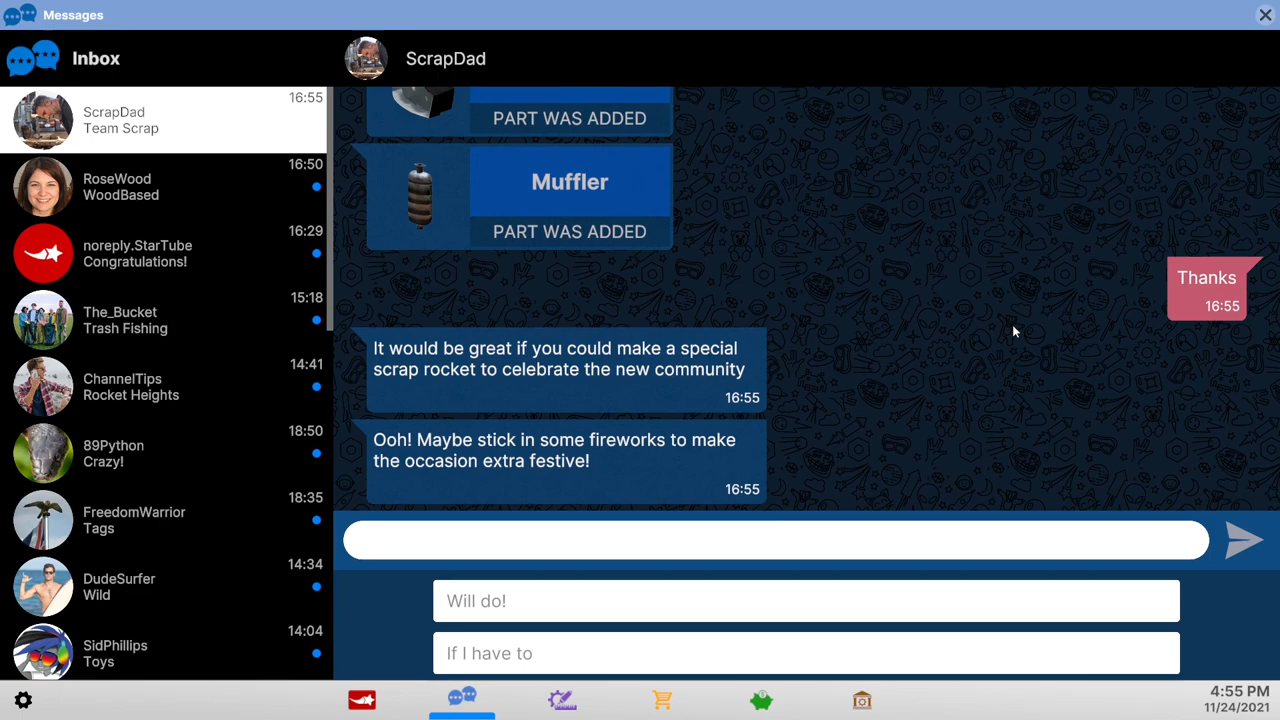 Messages
Inbox
ScrapDad
16:55
ScrapDad
Team Scrap
16:50
RoseWood
WoodBased
16:29
noreply.StarTube
Congratulations!
15:18
The_Bucket
Trash Fishing
14:41
ChannelTips
Rocket Heights
18:50
89Python
Crazy!
18:35
FreedomWarrior
Tags
14:34
DudeSurfer
Wild
14:04
SidPhillips
Toys
PART WAS ADDED
Muffler
PART WAS ADDED
Thanks
16:55
It would be great if you could make a special
scrap rocket to celebrate the new community
16:55
Ooh! Maybe stick in some fireworks to make
the occasion extra festive!
16:55
Will do!
If I have to
4:55 PM
11/24/2021